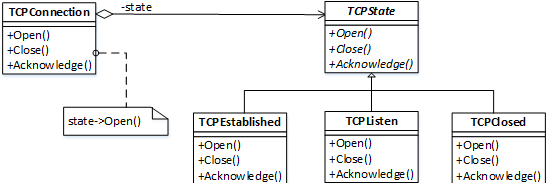 TCPConnection
+Open()
+Close()
+Acknowledge()
-state
TCPState
+Open()
+Close()
+Acknowledge()
state->Open()
TCPEstablished
+Open()
+Close()
+Acknowledge()
TCPListen
+Open()
+Close()
+Acknowledge()
TCPClosed
+Open()
+Close()
+Acknowledge()